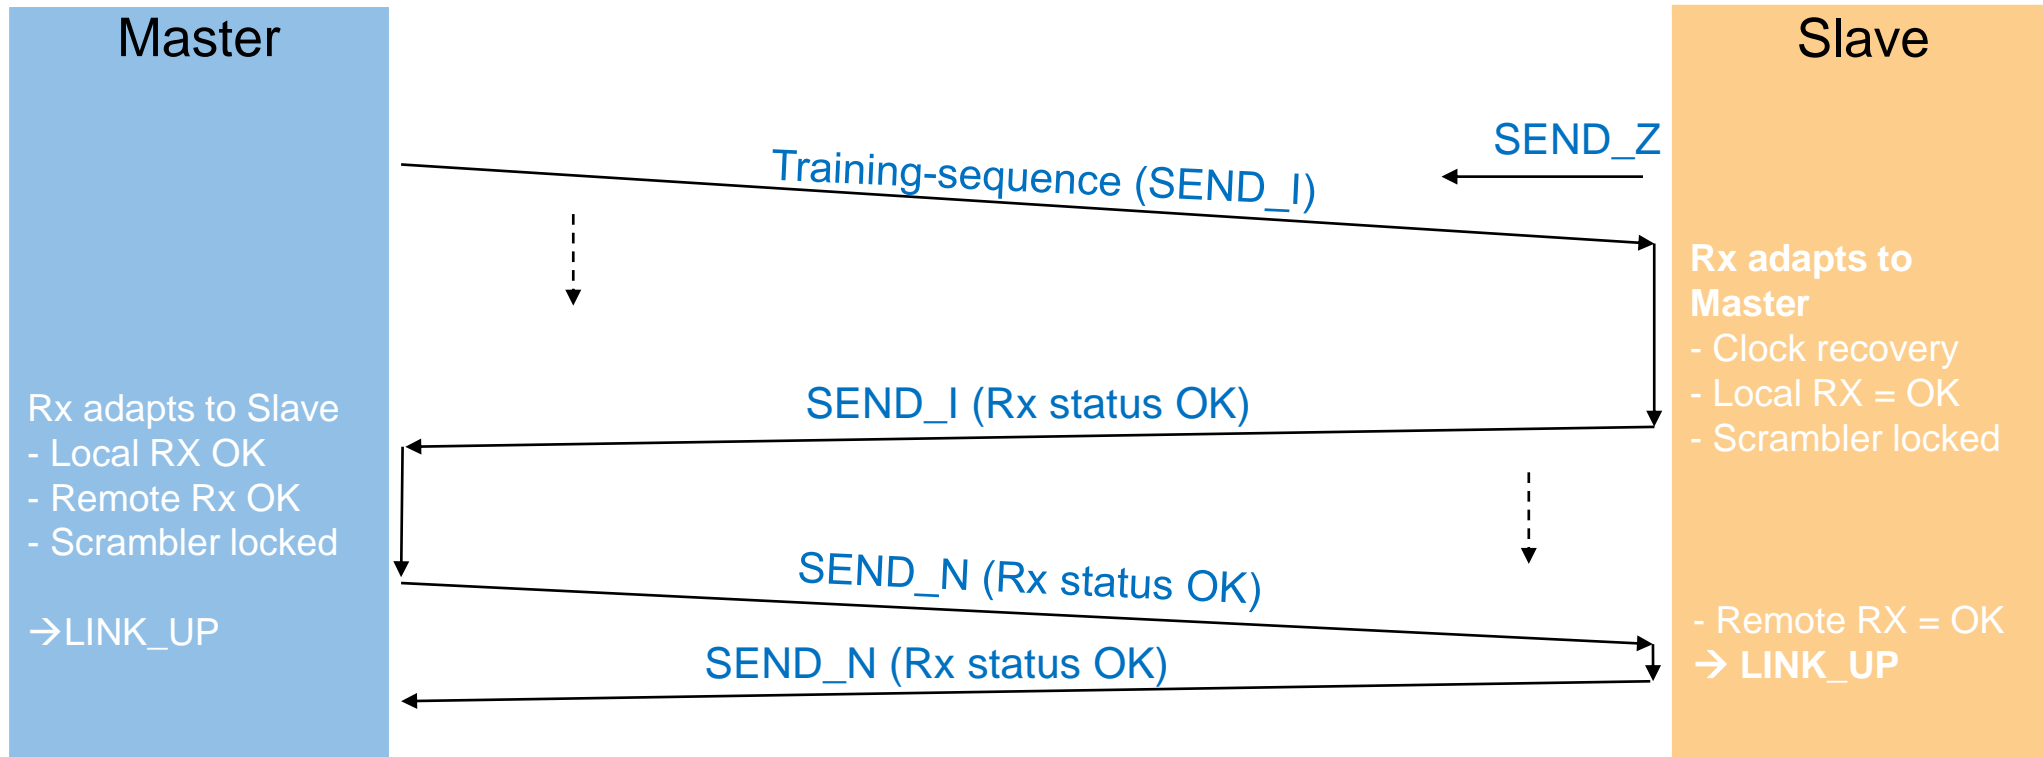 Master
Slave
SEND_Z
Training-sequence (SEND_I)
Rx adapts to
Master
- Clock recovery
- Local RX = OK
- Scrambler locked
SEND_I (Rx status OK)
Rx adapts to Slave
- Local RX OK
- Remote Rx OK
- Scrambler locked
SEND_N (Rx status OK)
→LINK_UP
- Remote RX = OK
→ LINK_UP
SEND_N (Rx status OK)